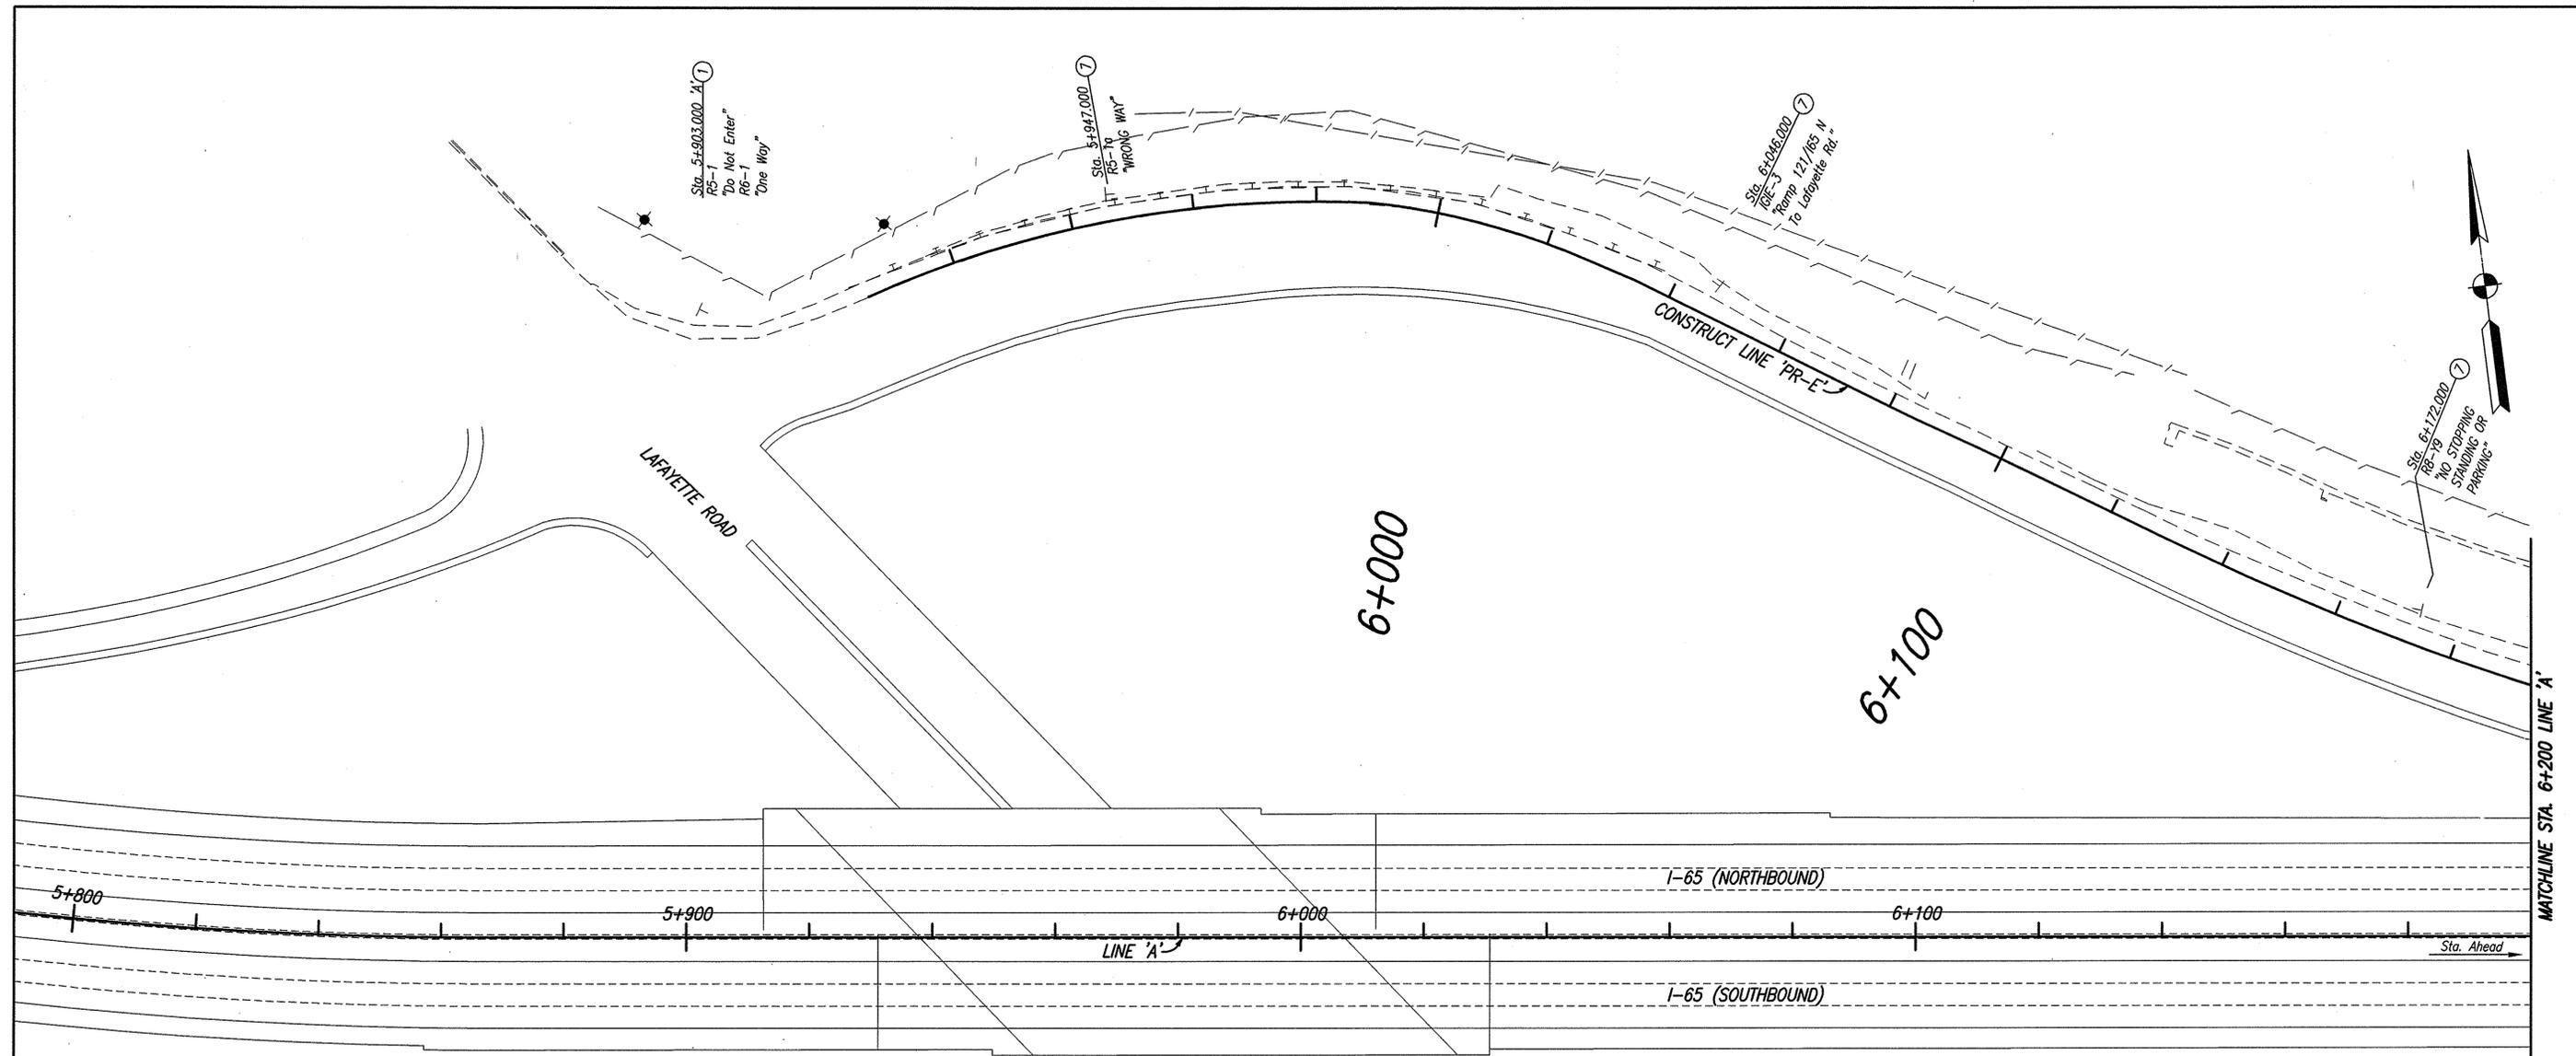 Sta. 5+903.000 'A'
1
R5-1
"Do Not Enter"
R6-1
"One Way"
Sta. 5+947.000
7
R5-1a
"WRONG WAY"
Sta. 6+046.000
7
IGIE-3
"Ramp 121/I65 N
To Lafayette Rd."
Sta. 6+172.000
7
R8-Y9
"NO STOPPING
STANDING OR
PARKING"
CONSTRUCT LINE 'PR-E'
LAFAYETTE ROAD
6+000
6+100
I-65 (NORTHBOUND)
5+800
5+900
6+000
6+100
LINE 'A'
Sta. Ahead
I-65 (SOUTHBOUND)
MATCHLINE STA. 6+200 LINE 'A'